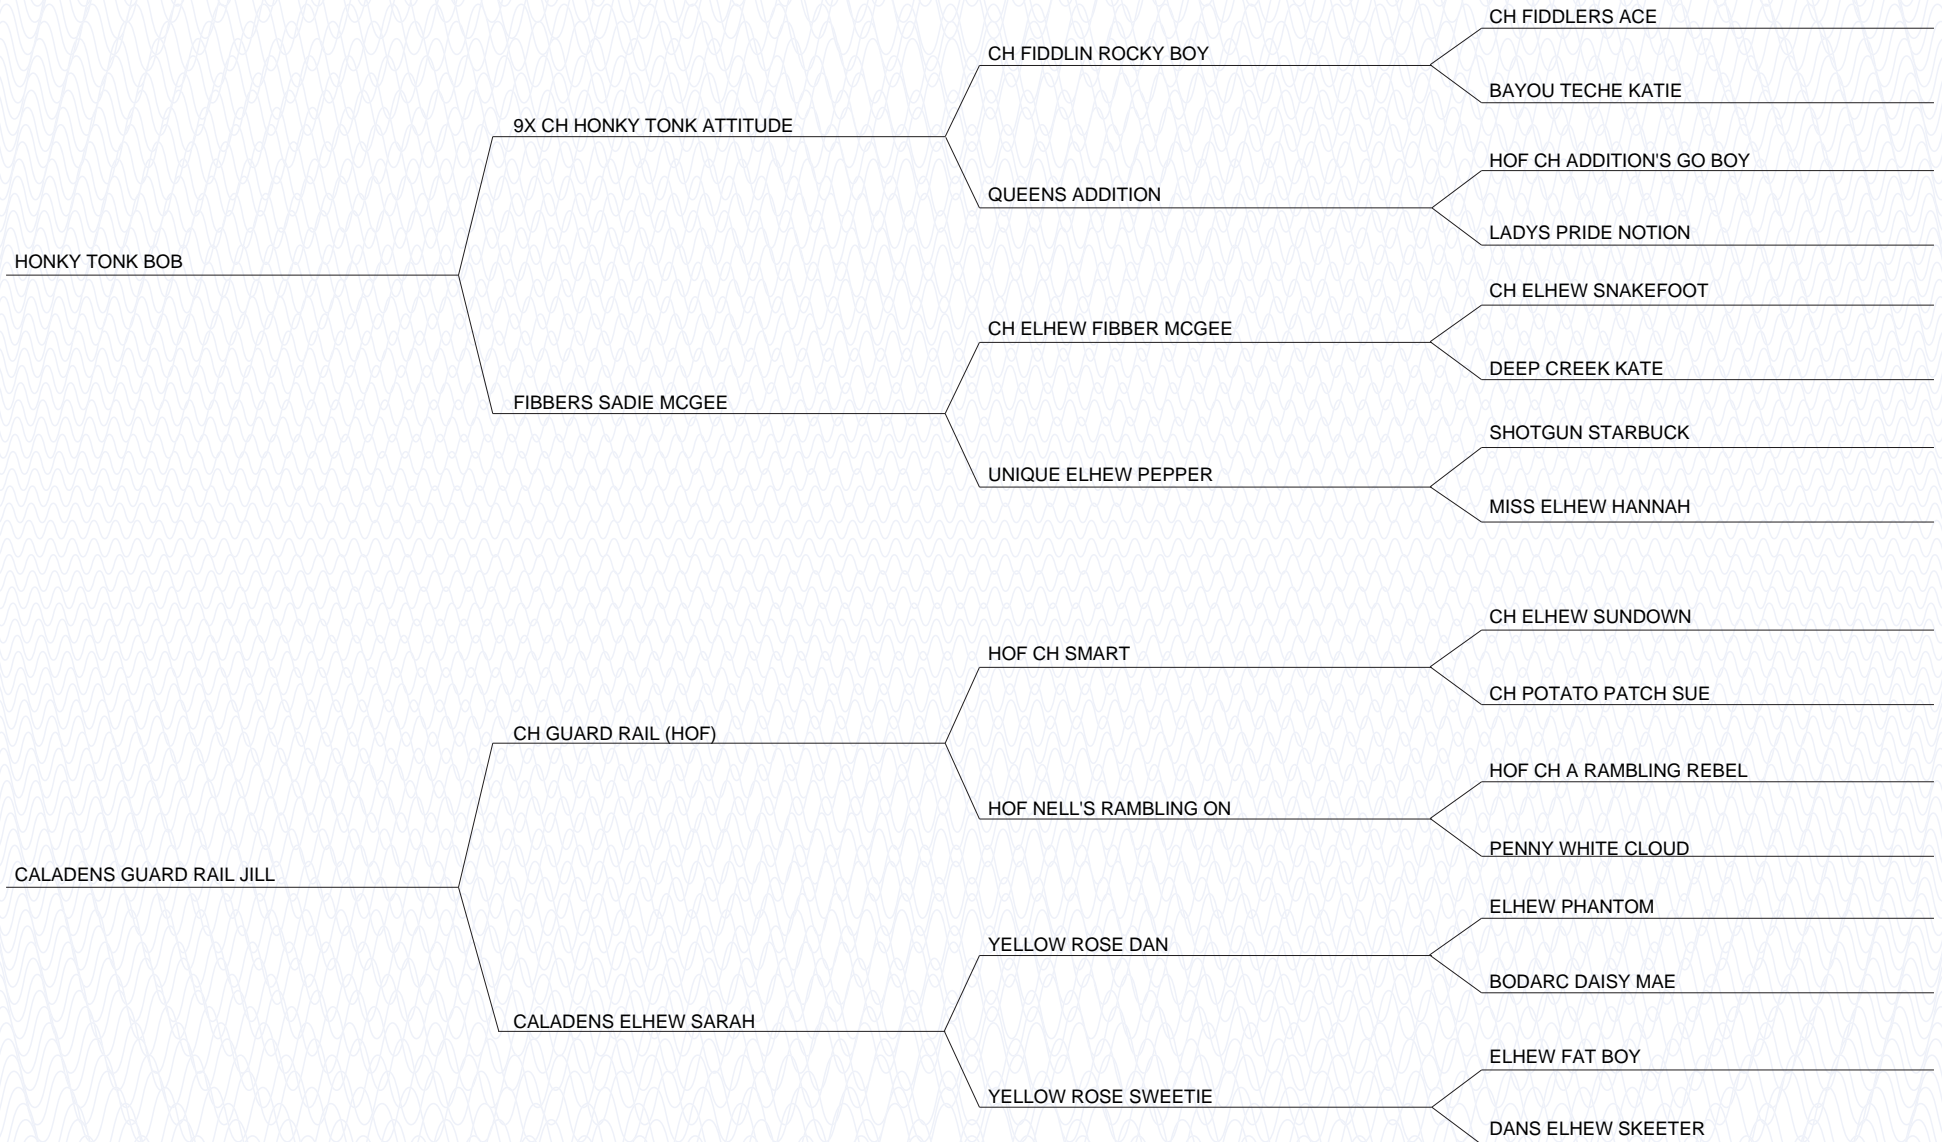 CH FIDDLERS ACE
CH FIDDLIN ROCKY BOY
BAYOU TECHE KATIE
9X CH HONKY TONK ATTITUDE
HOF CH ADDITION'S GO BOY
QUEENS ADDITION
LADYS PRIDE NOTION
HONKY TONK BOB
CH ELHEW SNAKEFOOT
CH ELHEW FIBBER MCGEE
DEEP CREEK KATE
FIBBERS SADIE MCGEE
SHOTGUN STARBUCK
UNIQUE ELHEW PEPPER
MISS ELHEW HANNAH
CH ELHEW SUNDOWN
HOF CH SMART
CH POTATO PATCH SUE
CH GUARD RAIL (HOF)
HOF CH A RAMBLING REBEL
HOF NELL'S RAMBLING ON
PENNY WHITE CLOUD
CALADENS GUARD RAIL JILL
ELHEW PHANTOM
YELLOW ROSE DAN
BODARC DAISY MAE
CALADENS ELHEW SARAH
ELHEW FAT BOY
YELLOW ROSE SWEETIE
DANS ELHEW SKEETER